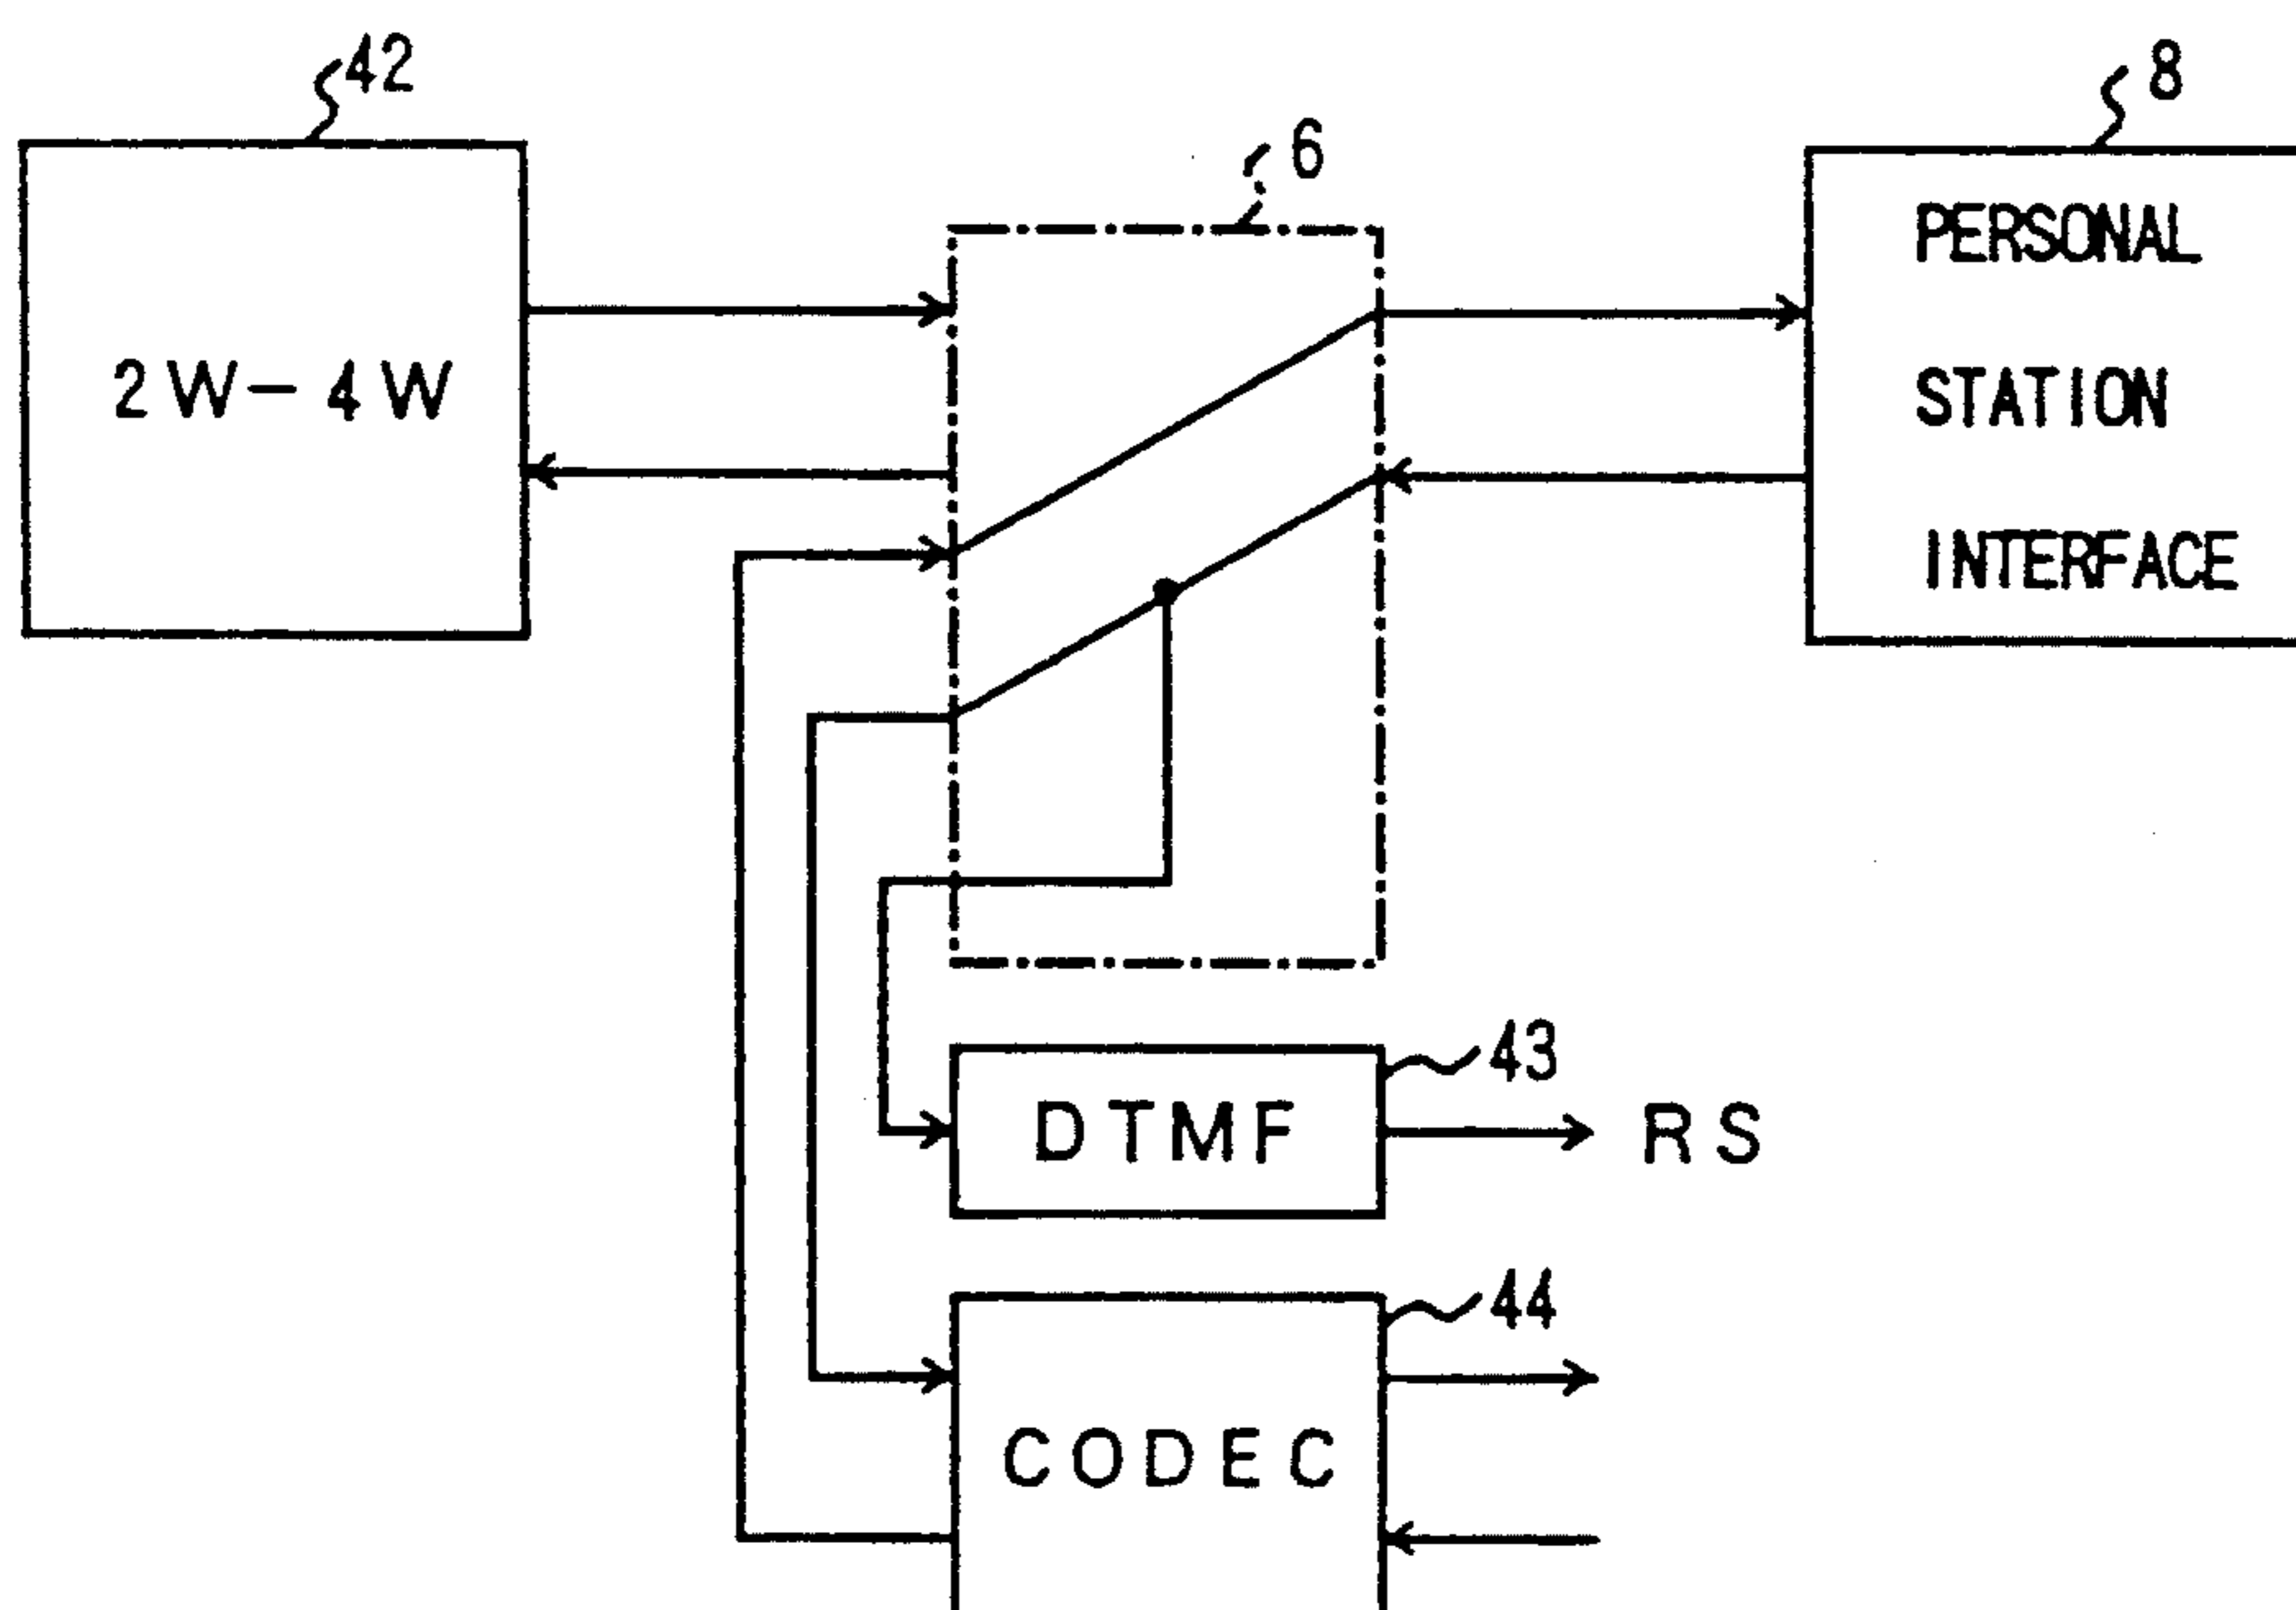 42
8
6
PERSONAL
2W-4W
STATION
INTERFACE
43
DTMF
RS
44
CODEC